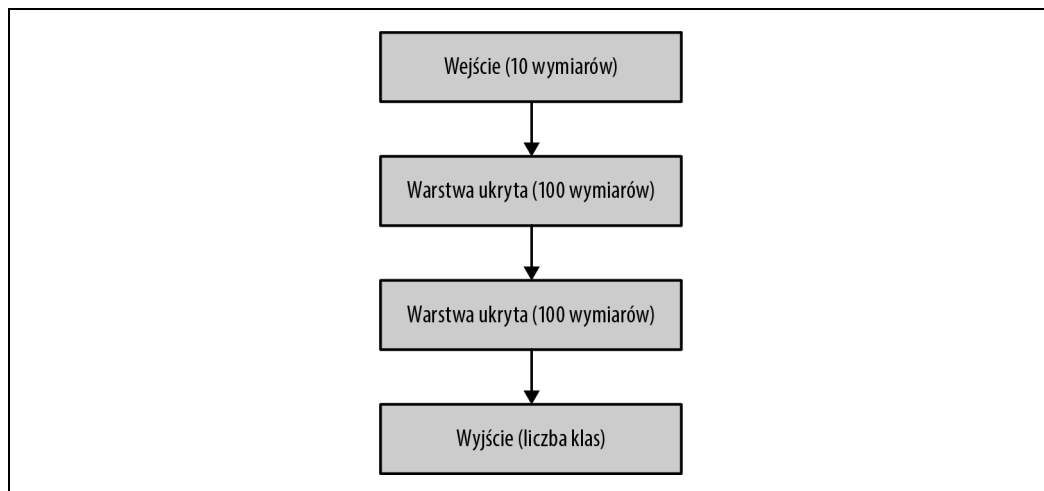 Wejście (10 wymiarów)
Warstwa ukryta (100 wymiarów)
Warstwa ukryta (100 wymiarów)
Wyjście (liczba klas)